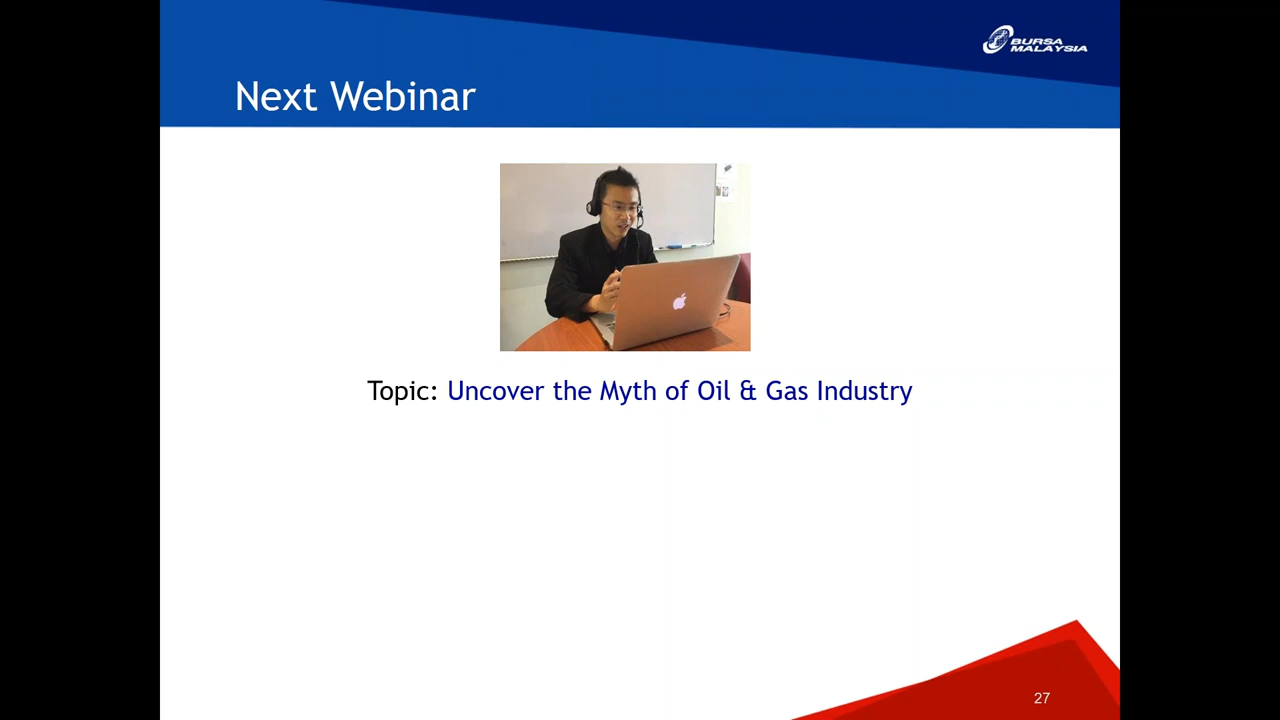 BURSA
MALAYSIA
Next Webinar
Topic: Uncover the Myth of Oil & Gas Industry
27